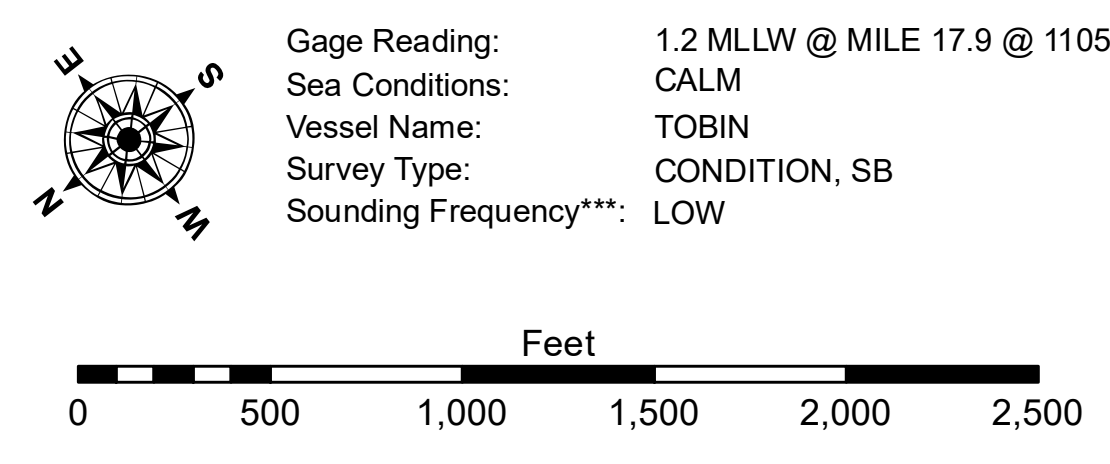 E
S
N
W
Gage Reading: 1.2 MLLW @ MILE 17.9 @ 1105
Sea Conditions: CALM
Vessel Name: TOBIN
Survey Type: CONDITION, SB
Sounding Frequency***: LOW
Feet
0 500 1,000 1,500 2,000 2,500